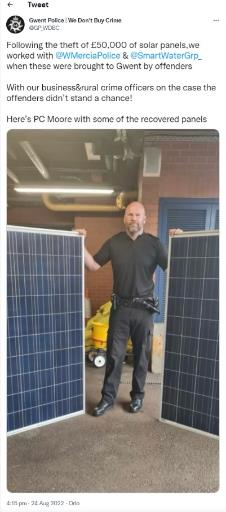 Tweet
Gwent Police | We Don't Buy Crime
@GP_WDBC
Following the theft of £50,000 of solar panels,we
worked with @WMerciaPolice & @SmartWaterGrp_
when these were brought to Gwent by offenders
With our business&rural crime officers on the case the
offenders didn't stand a chance!
Here's PC Moore with some of the recovered panels
4:15 pm · 24 Aug 2022 · Orlo